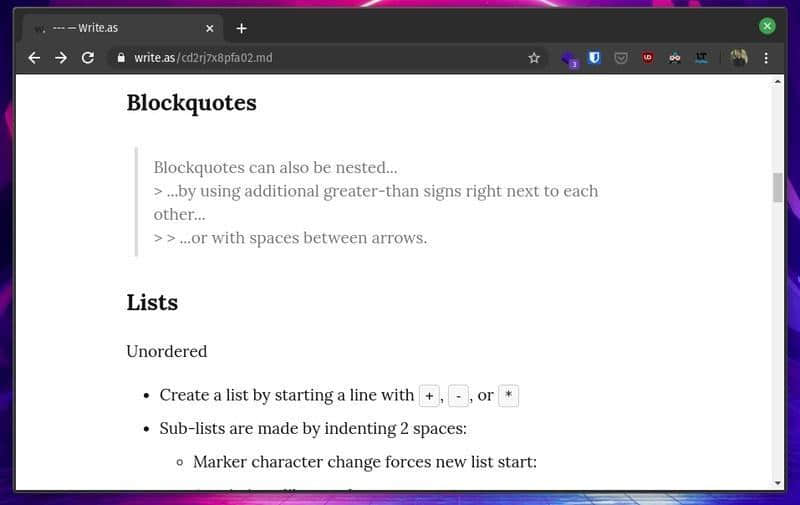 --- — Write.as
write.as/cd2rj7x8pfa02.md
3
Blockquotes
Blockquotes can also be nested...
> ...by using additional greater-than signs right next to each
other...
> > ...or with spaces between arrows.
Lists
Unordered
• Create a list by starting a line with + , - , or *
• Sub-lists are made by indenting 2 spaces:
◦ Marker character change forces new list start: